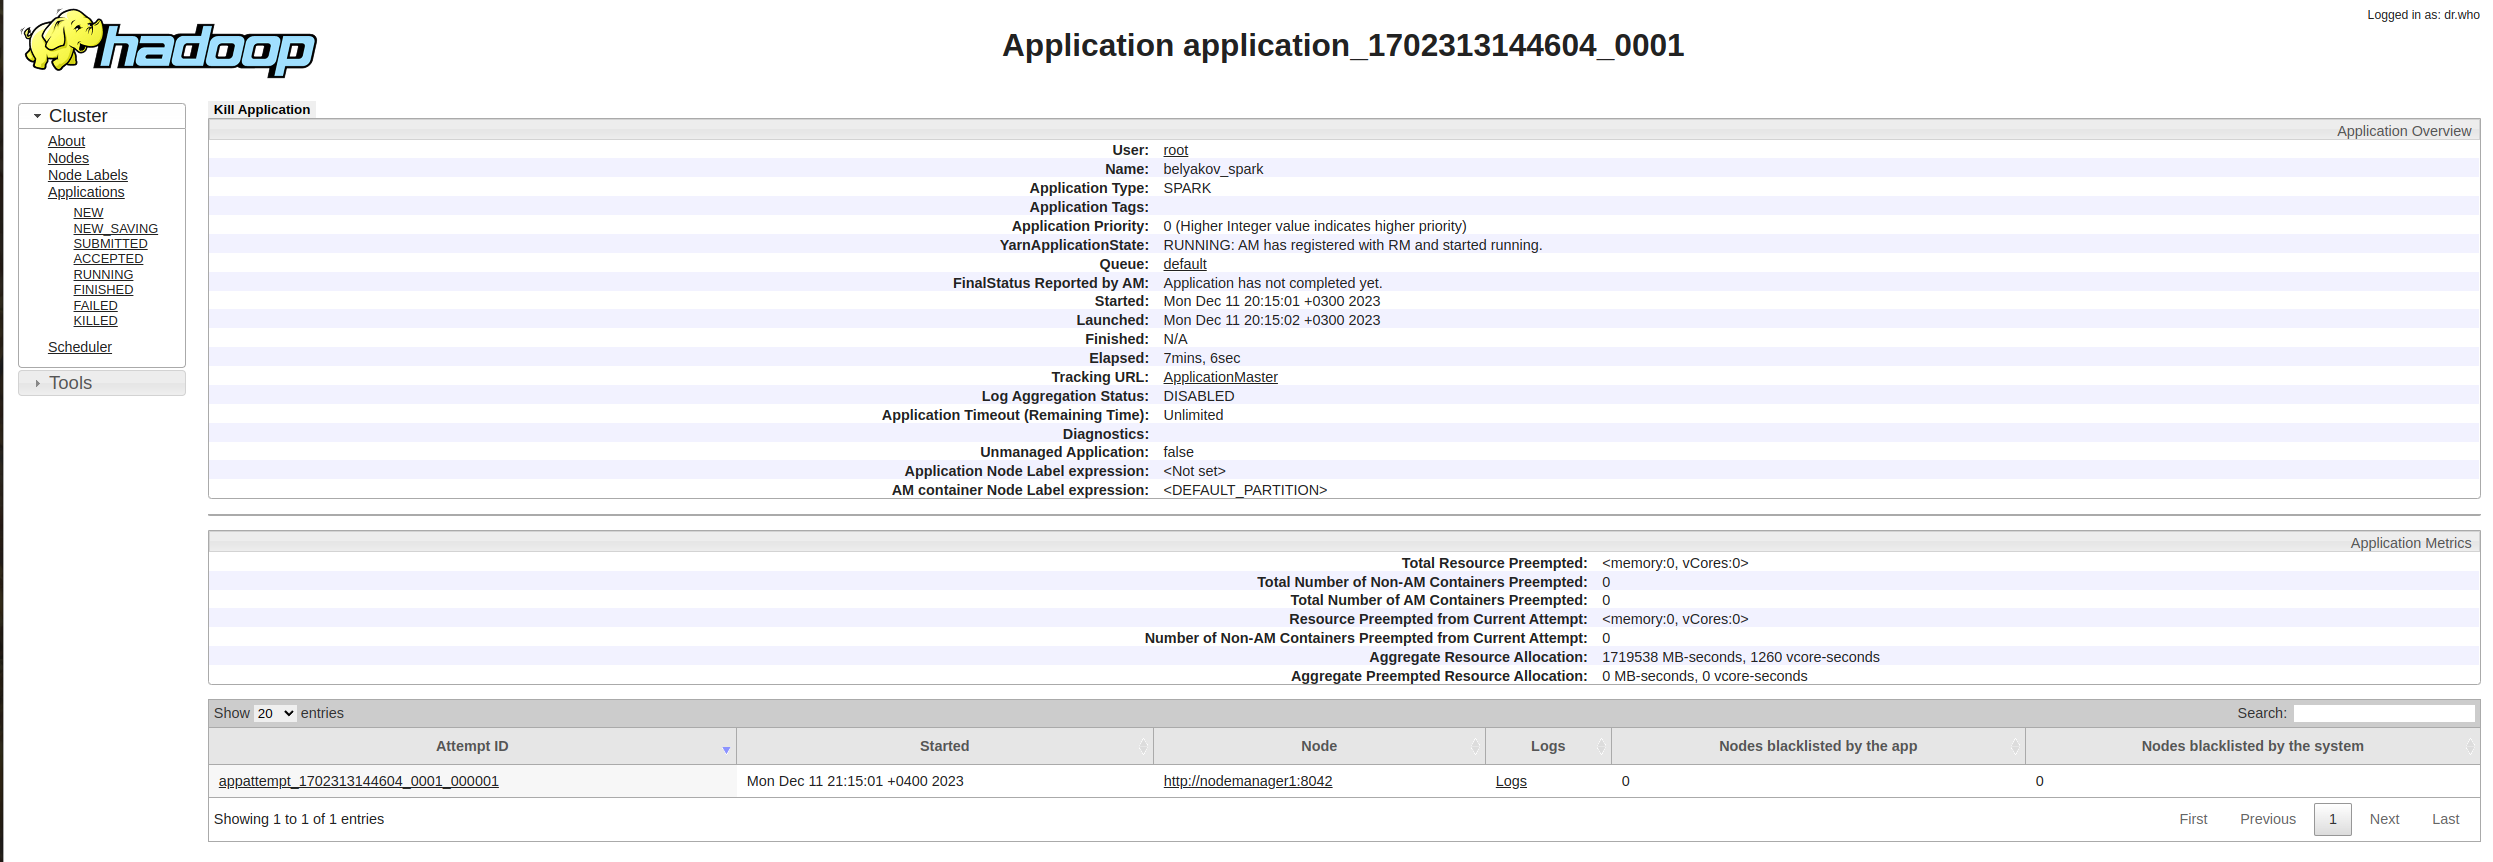 hadoop
Logged in as: dr.who
Application application_1702313144604_0001
Cluster
About
Nodes
Node Labels
Applications
NEW
NEW_SAVING
SUBMITTED
ACCEPTED
RUNNING
FINISHED
FAILED
KILLED
Scheduler
Tools
Kill Application
Application Overview
User: root
Name: belyakov_spark
Application Type: SPARK
Application Tags:
Application Priority: 0 (Higher Integer value indicates higher priority)
YarnApplicationState: RUNNING: AM has registered with RM and started running.
Queue: default
FinalStatus Reported by AM: Application has not completed yet.
Started: Mon Dec 11 20:15:01 +0300 2023
Launched: Mon Dec 11 20:15:02 +0300 2023
Finished: N/A
Elapsed: 7mins, 6sec
Tracking URL: ApplicationMaster
Log Aggregation Status: DISABLED
Application Timeout (Remaining Time): Unlimited
Diagnostics:
Unmanaged Application: false
Application Node Label expression: <Not set>
AM container Node Label expression: <DEFAULT_PARTITION>
Application Metrics
Total Resource Preempted: <memory:0, vCores:0>
Total Number of Non-AM Containers Preempted: 0
Total Number of AM Containers Preempted: 0
Resource Preempted from Current Attempt: <memory:0, vCores:0>
Number of Non-AM Containers Preempted from Current Attempt: 0
Aggregate Resource Allocation: 1719538 MB-seconds, 1260 vcore-seconds
Aggregate Preempted Resource Allocation: 0 MB-seconds, 0 vcore-seconds
Show 20 entries Search:
Attempt ID Started Node Logs Nodes blacklisted by the app Nodes blacklisted by the system
appattempt_1702313144604_0001_000001 Mon Dec 11 21:15:01 +0400 2023 http://nodemanager1:8042 Logs 0 0
Showing 1 to 1 of 1 entries First Previous 1 Next Last